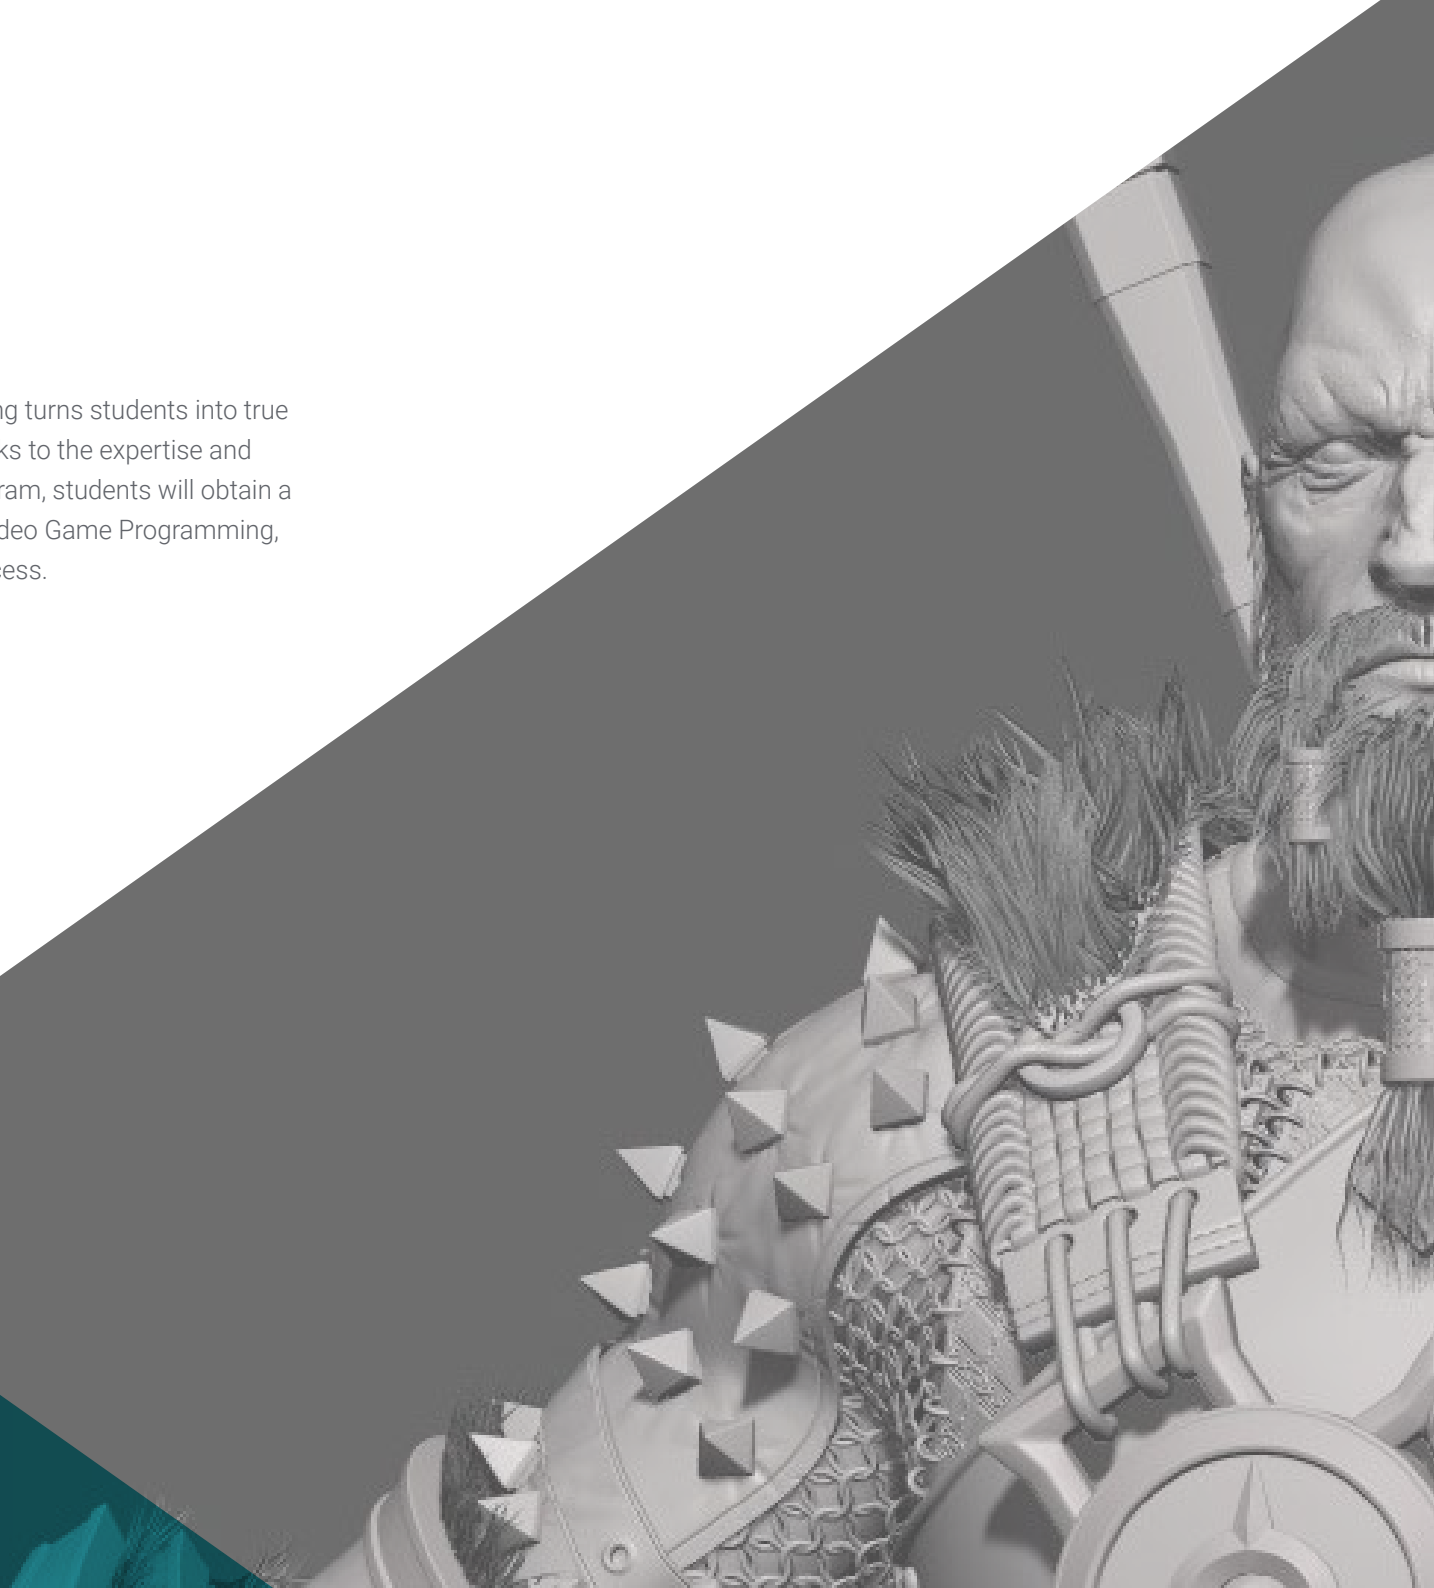 ng turns students into true
ks to the expertise and
ram, students will obtain a
deo Game Programming,
cess.